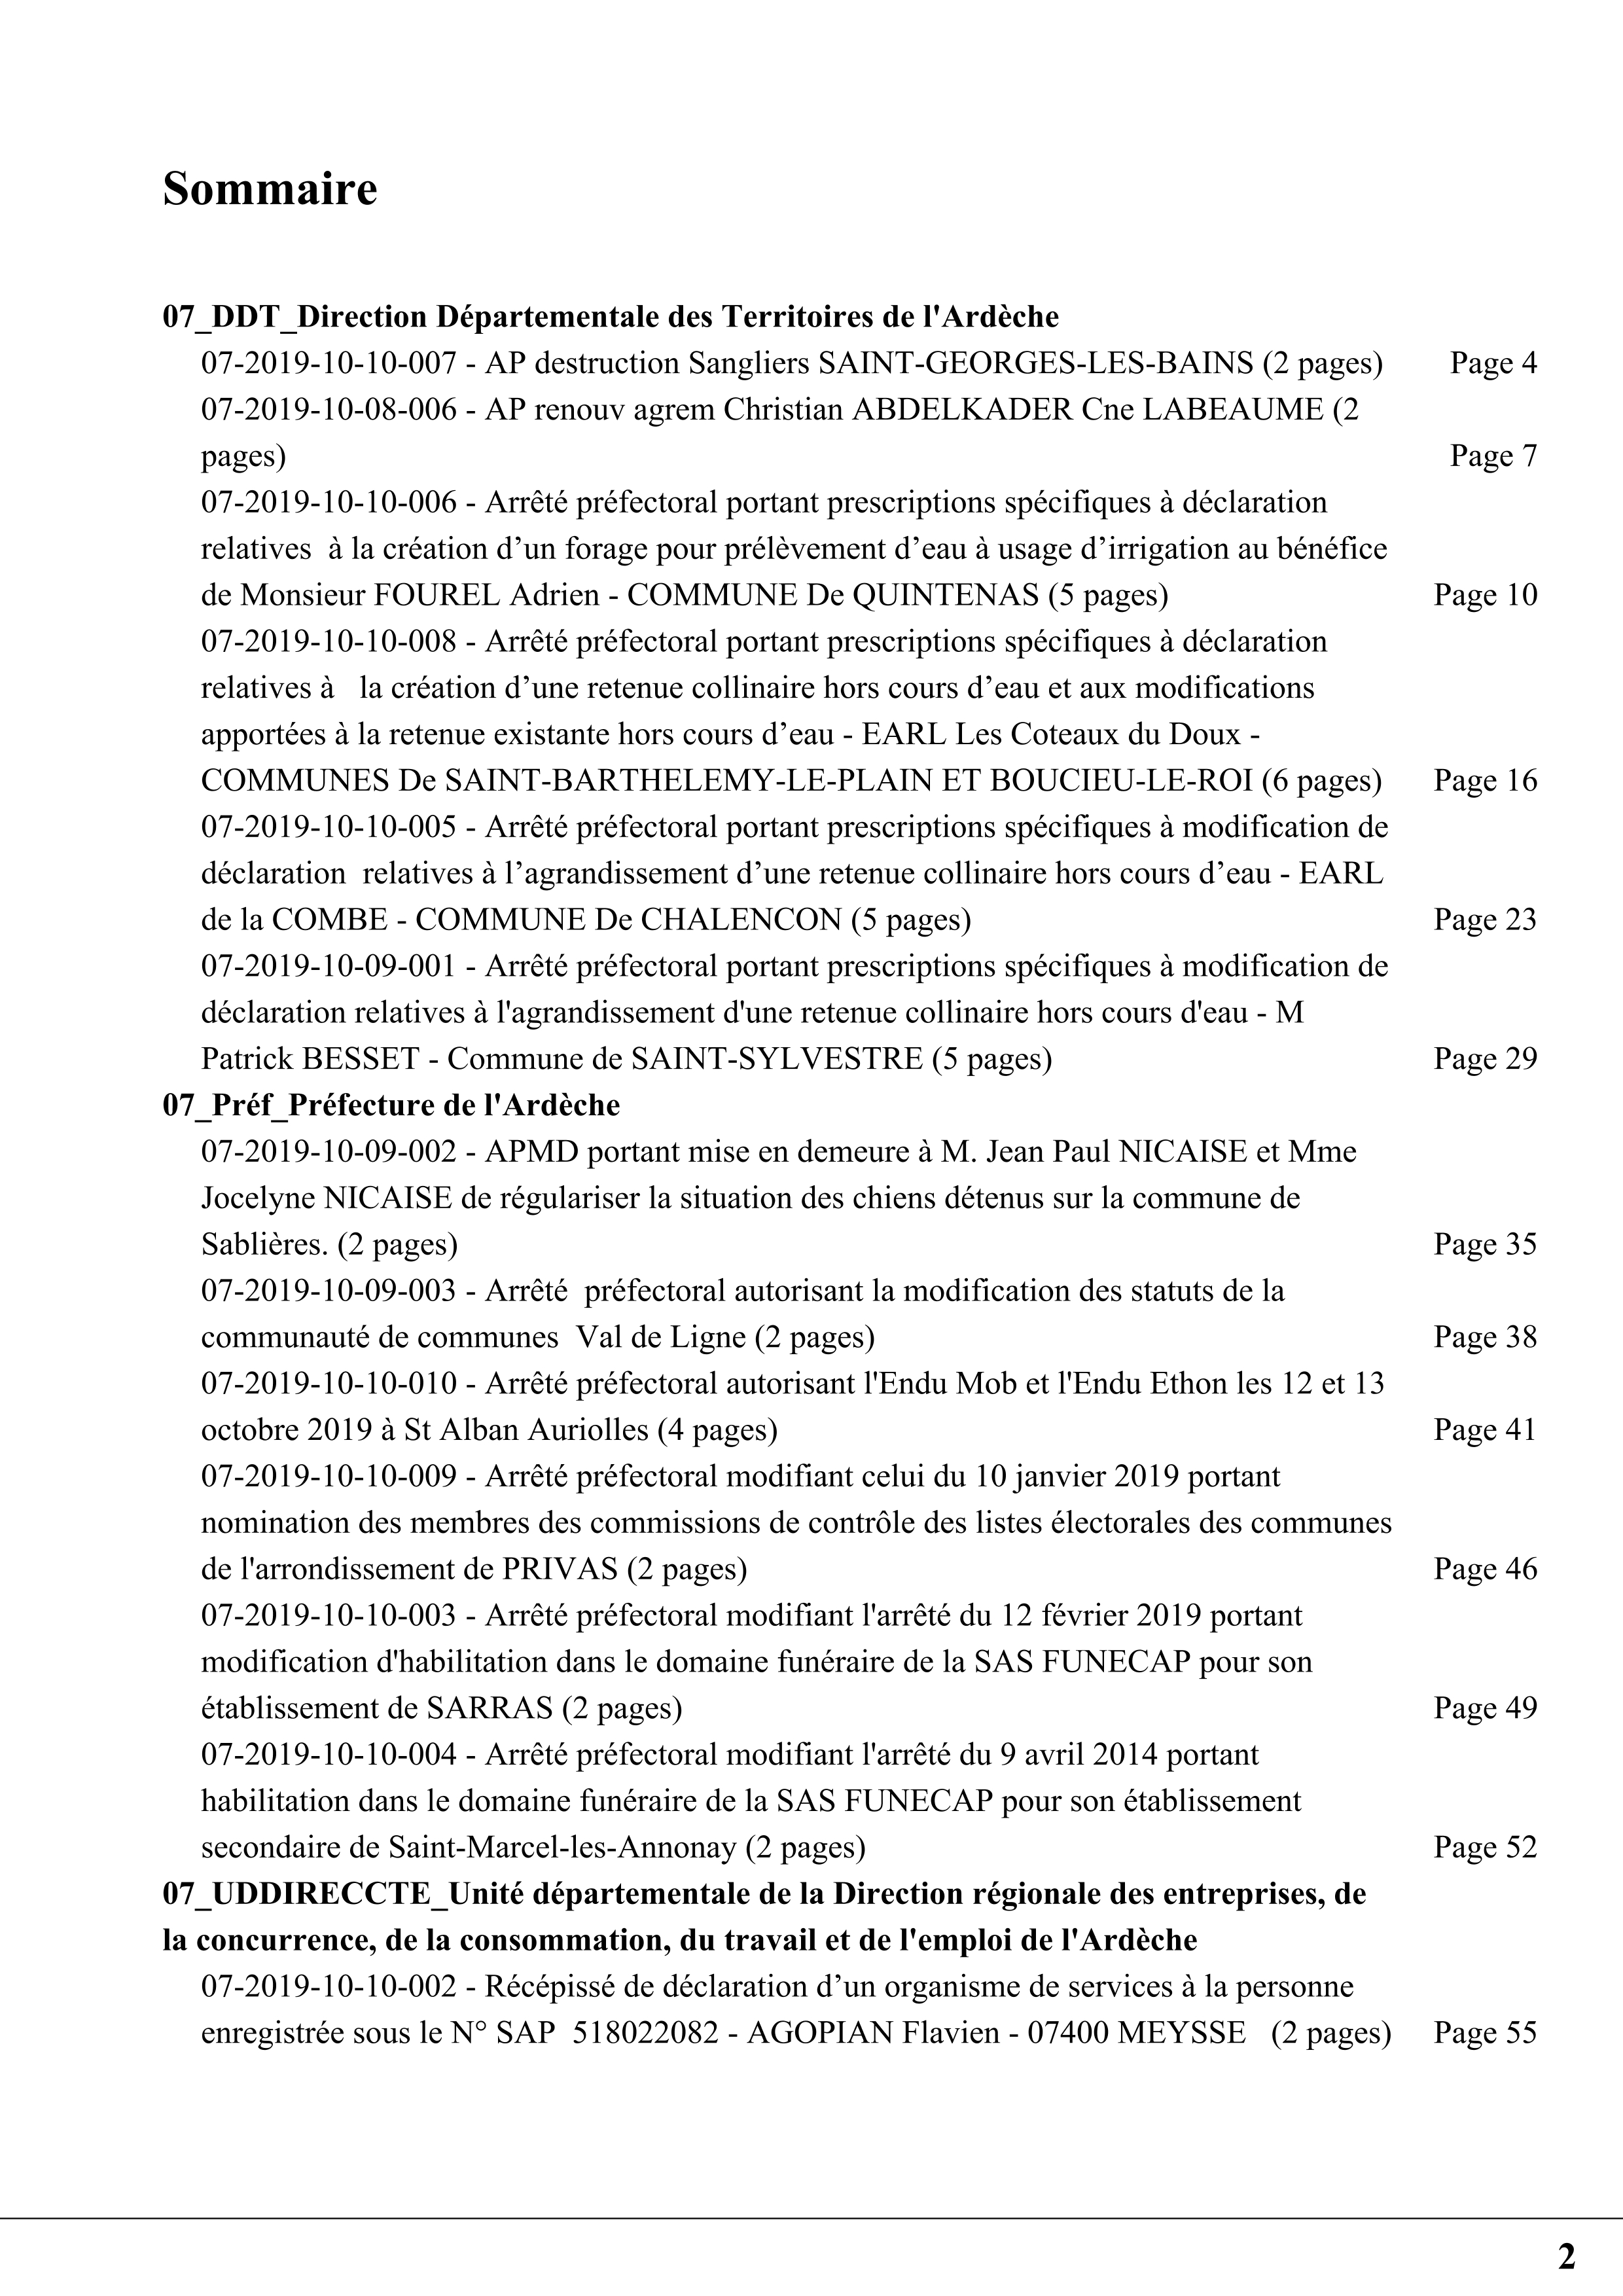 Sommaire
07_DDT_Direction Départementale des Territoires de l'Ardèche
07-2019-10-10-007 - AP destruction Sangliers SAINT-GEORGES-LES-BAINS (2 pages) Page 4
07-2019-10-08-006 - AP renouv agrem Christian ABDELKADER Cne LABEAUME (2
pages) Page 7
07-2019-10-10-006 - Arrêté préfectoral portant prescriptions spécifiques à déclaration
relatives  à la création d’un forage pour prélèvement d’eau à usage d’irrigation au bénéfice
de Monsieur FOUREL Adrien - COMMUNE De QUINTENAS (5 pages) Page 10
07-2019-10-10-008 - Arrêté préfectoral portant prescriptions spécifiques à déclaration
relatives à   la création d’une retenue collinaire hors cours d’eau et aux modifications
apportées à la retenue existante hors cours d’eau - EARL Les Coteaux du Doux -
COMMUNES De SAINT-BARTHELEMY-LE-PLAIN ET BOUCIEU-LE-ROI (6 pages) Page 16
07-2019-10-10-005 - Arrêté préfectoral portant prescriptions spécifiques à modification de
déclaration  relatives à l’agrandissement d’une retenue collinaire hors cours d’eau - EARL
de la COMBE - COMMUNE De CHALENCON (5 pages) Page 23
07-2019-10-09-001 - Arrêté préfectoral portant prescriptions spécifiques à modification de
déclaration relatives à l'agrandissement d'une retenue collinaire hors cours d'eau - M
Patrick BESSET - Commune de SAINT-SYLVESTRE (5 pages) Page 29
07_Préf_Préfecture de l'Ardèche
07-2019-10-09-002 - APMD portant mise en demeure à M. Jean Paul NICAISE et Mme
Jocelyne NICAISE de régulariser la situation des chiens détenus sur la commune de
Sablières. (2 pages) Page 35
07-2019-10-09-003 - Arrêté  préfectoral autorisant la modification des statuts de la
communauté de communes  Val de Ligne (2 pages) Page 38
07-2019-10-10-010 - Arrêté préfectoral autorisant l'Endu Mob et l'Endu Ethon les 12 et 13
octobre 2019 à St Alban Auriolles (4 pages) Page 41
07-2019-10-10-009 - Arrêté préfectoral modifiant celui du 10 janvier 2019 portant
nomination des membres des commissions de contrôle des listes électorales des communes
de l'arrondissement de PRIVAS (2 pages) Page 46
07-2019-10-10-003 - Arrêté préfectoral modifiant l'arrêté du 12 février 2019 portant
modification d'habilitation dans le domaine funéraire de la SAS FUNECAP pour son
établissement de SARRAS (2 pages) Page 49
07-2019-10-10-004 - Arrêté préfectoral modifiant l'arrêté du 9 avril 2014 portant
habilitation dans le domaine funéraire de la SAS FUNECAP pour son établissement
secondaire de Saint-Marcel-les-Annonay (2 pages) Page 52
07_UDDIRECCTE_Unité départementale de la Direction régionale des entreprises, de
la concurrence, de la consommation, du travail et de l'emploi de l'Ardèche
07-2019-10-10-002 - Récépissé de déclaration d’un organisme de services à la personne
enregistrée sous le N° SAP  518022082 - AGOPIAN Flavien - 07400 MEYSSE   (2 pages) Page 55
2